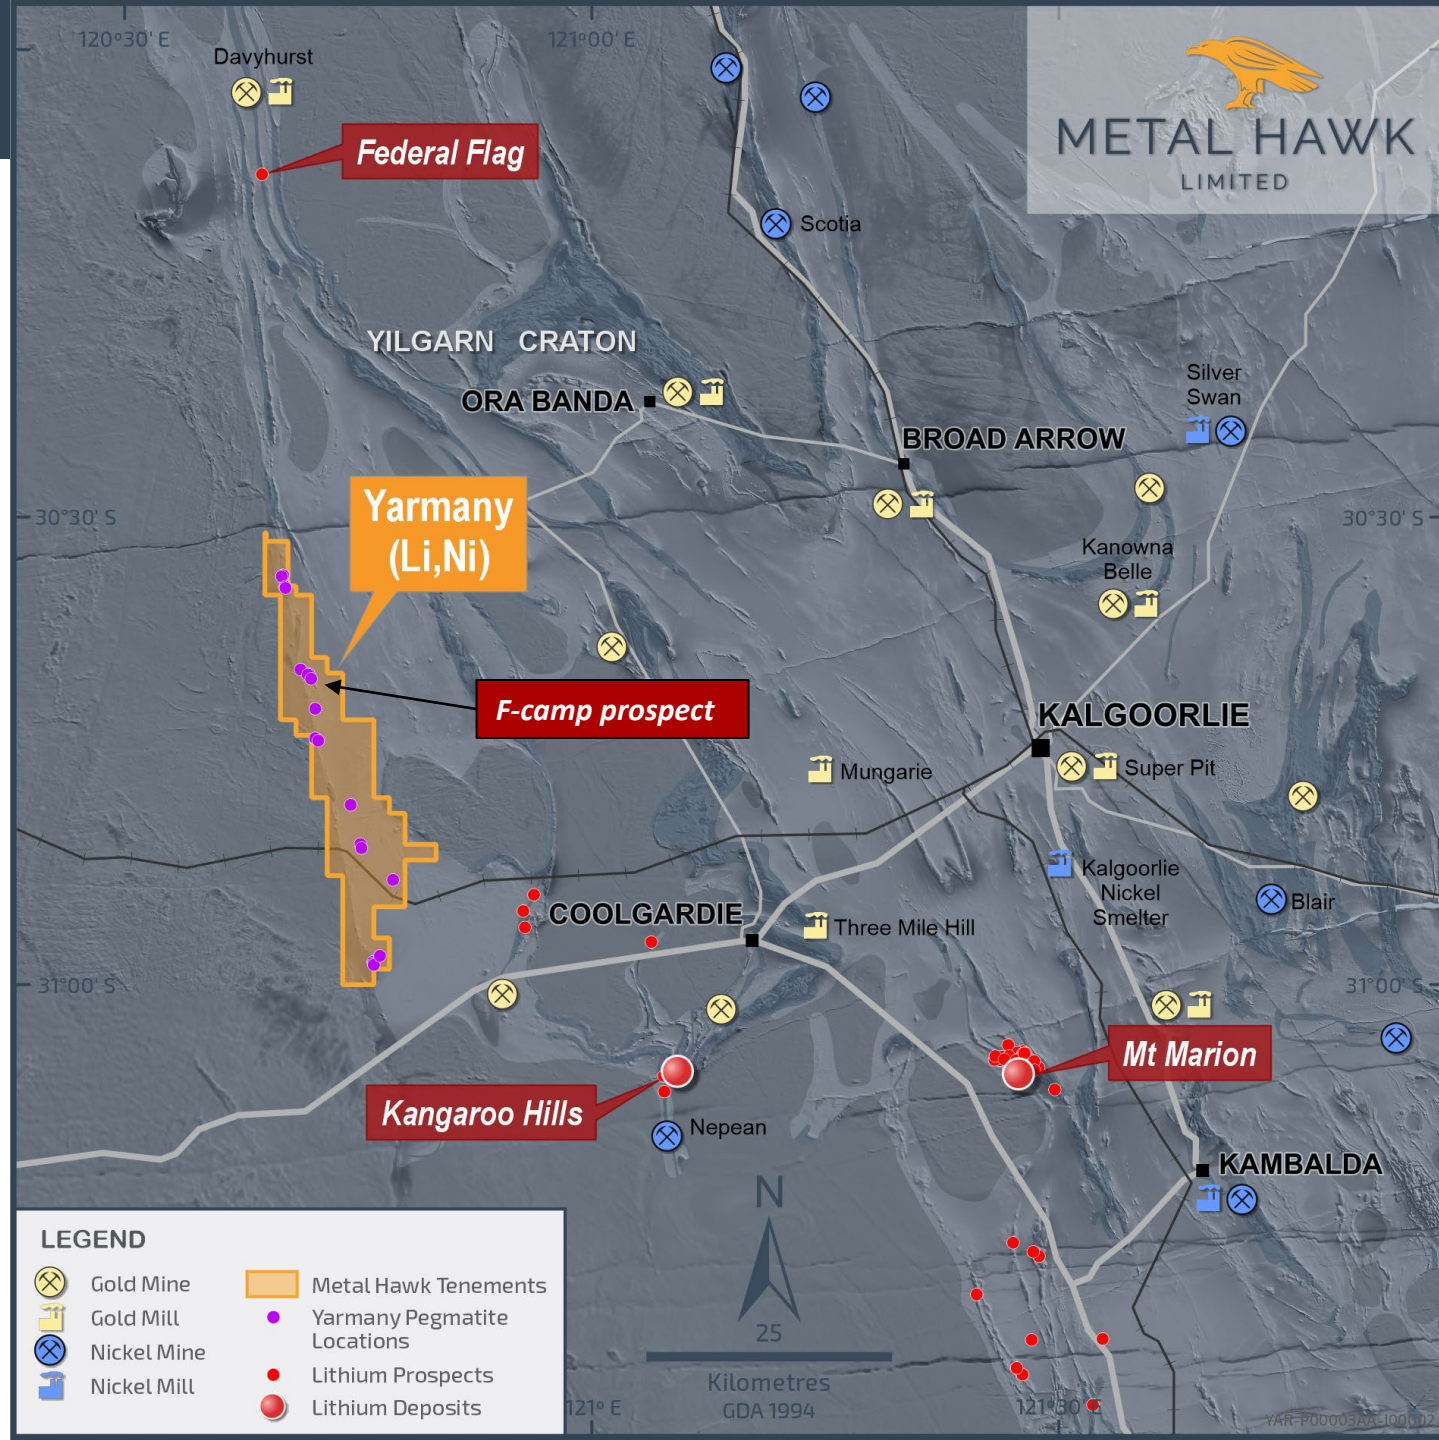 120°30' E
121°00' E
Davyhurst
METAL HAWK
LIMITED
Federal Flag
Scotia
YILGARN CRATON
ORA BANDA
Silver
Swan
BROAD ARROW
Yarmany
(Li,Ni)
30°30' S
30°30' S
Kanowna
Belle
F-camp prospect
KALGOORLIE
Mungarie
Super Pit
Kalgoorlie
Nickel
Smelter
Blair
COOLGARDIE
Three Mile Hill
31°00' S
31°00' S
Mt Marion
Kangaroo Hills
Nepean
KAMBALDA
N
25
Kilometres
GDA 1994
LEGEND
Gold Mine
Gold Mill
Nickel Mine
Nickel Mill
Metal Hawk Tenements
Yarmany Pegmatite
Locations
Lithium Prospects
Lithium Deposits
121° E
121°30' E